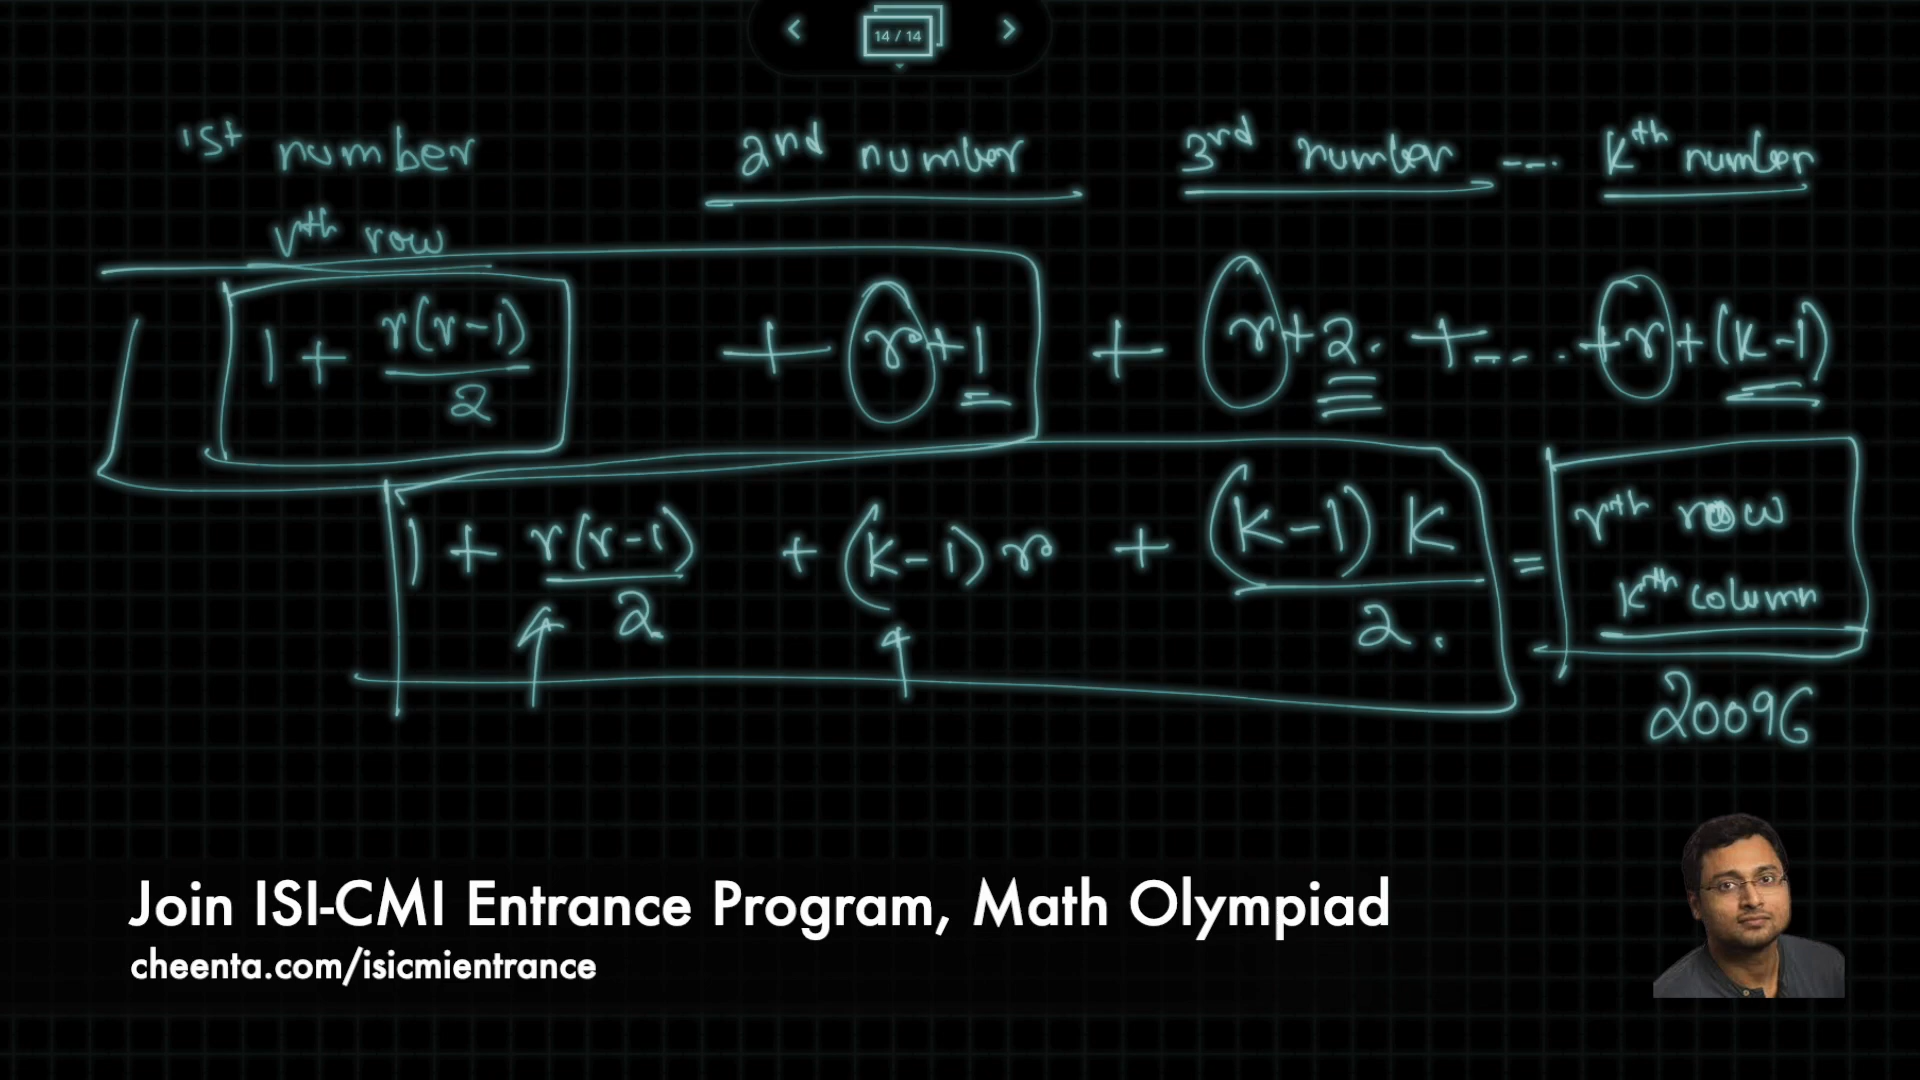 14 / 14
1st number 2nd number 3rd number ---- Kth number
rth row
1 + r(r-1)/2 + r+1 + r+2. + .... +r+(k-1)
1 + r(r-1)/2 + (k-1)r + (k-1)k/2. = rth row
kth column
20096
Join ISI-CMI Entrance Program, Math Olympiad
cheenta.com/isicmientrance